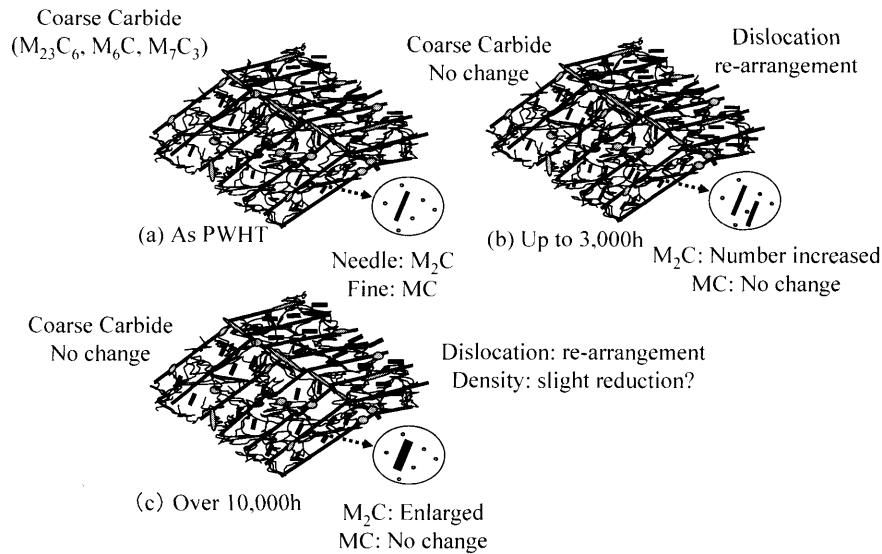 Coarse Carbide
(M₂₃C₆, M₆C, M₇C₃)
(a) As PWHT
Needle: M₂C
Fine: MC
Coarse Carbide
No change
Dislocation
re-arrangement
(b) Up to 3,000h
M₂C: Number increased
MC: No change
Coarse Carbide
No change
Dislocation: re-arrangement
Density: slight reduction?
(c) Over 10,000h
M₂C: Enlarged
MC: No change